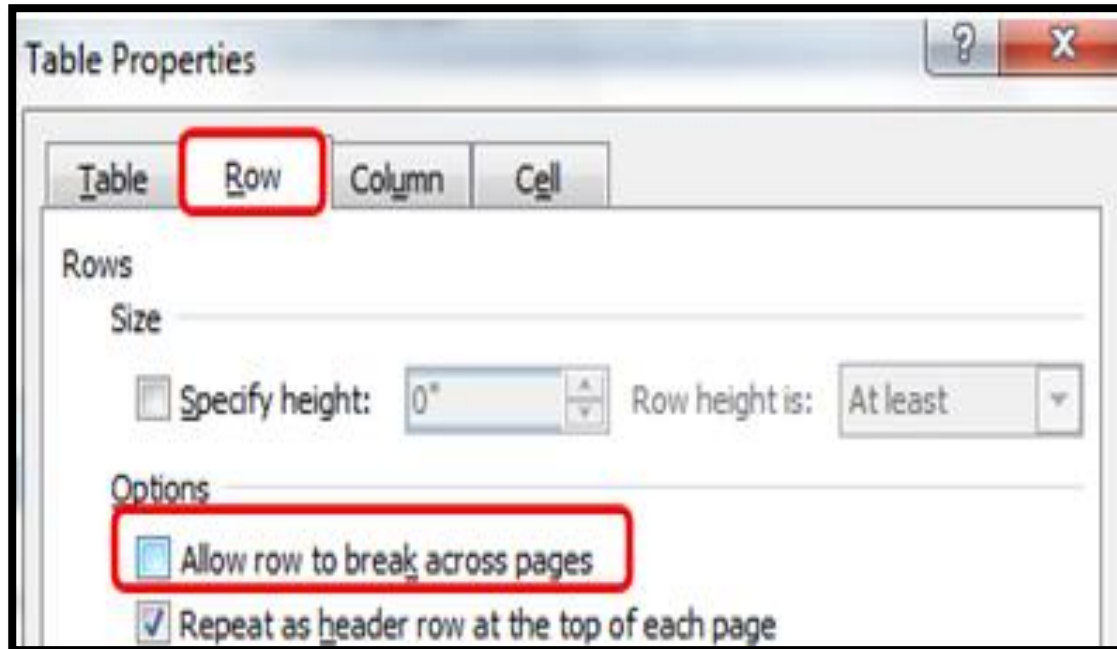 Table Properties
? X
Table Row Column Cell
Rows
Size
Specify height: 0" Row height is: At least
Options
Allow row to break across pages
Repeat as header row at the top of each page